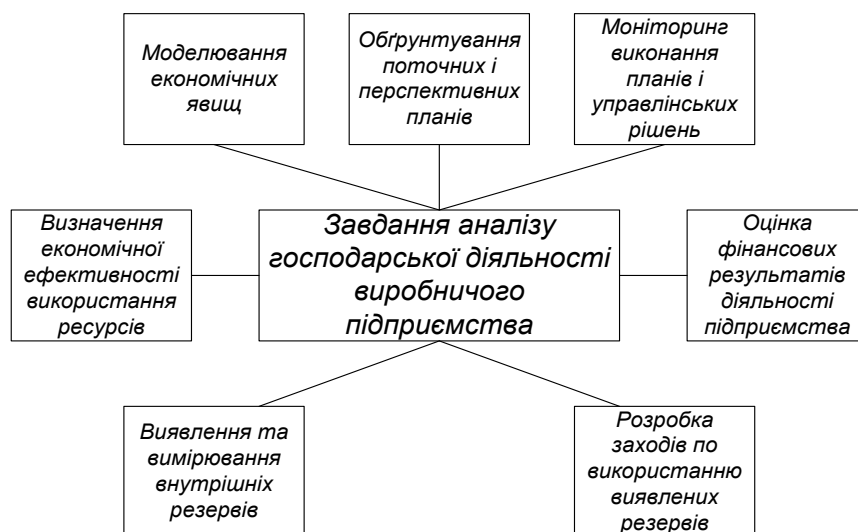 Моделювання
економічних
явищ
Обґрунтування
поточних і
перспективних
планів
Моніторинг
виконання
планів і
управлінських
рішень
Визначення
економічної
ефективності
використання
ресурсів
Завдання аналізу
господарської діяльності
виробничого
підприємства
Оцінка
фінансових
результатів
діяльності
підприємства
Виявлення та
вимірювання
внутрішніх
резервів
Розробка
заходів по
використанню
виявлених
резервів